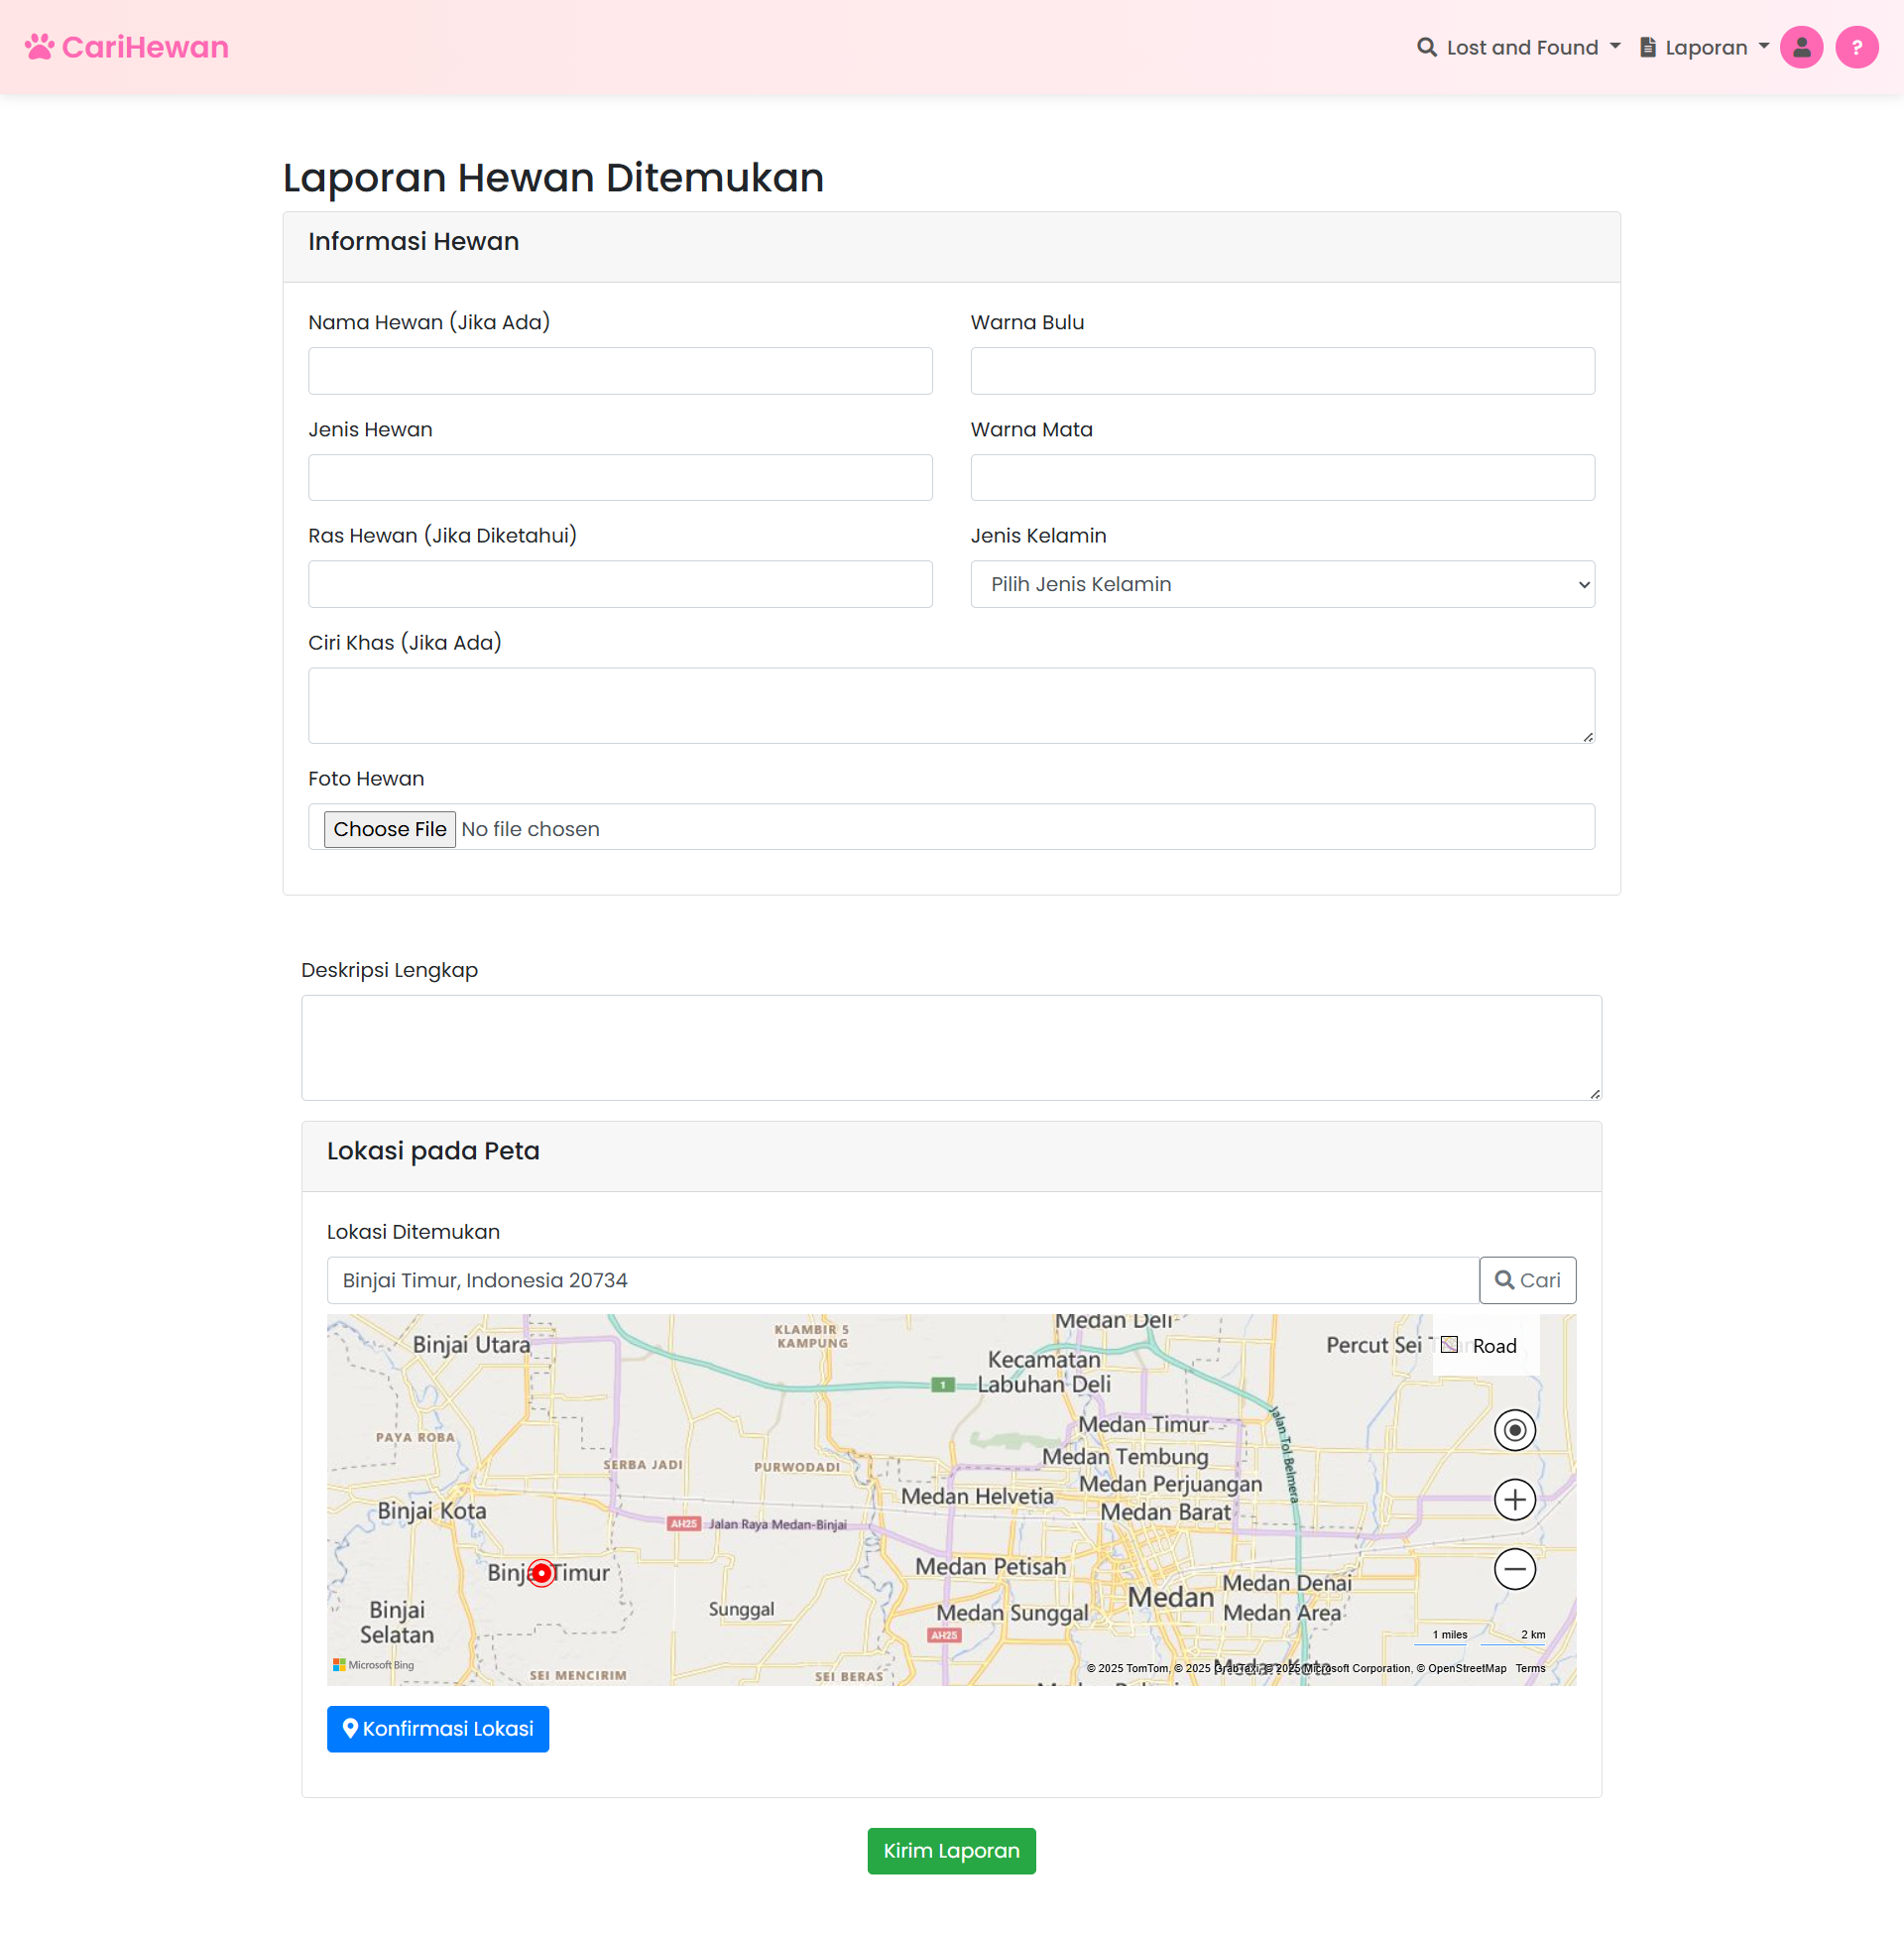 CariHewan
Lost and Found
Laporan
?
Laporan Hewan Ditemukan
Informasi Hewan
Nama Hewan (Jika Ada)
Warna Bulu
Jenis Hewan
Warna Mata
Ras Hewan (Jika Diketahui)
Jenis Kelamin
Pilih Jenis Kelamin
Ciri Khas (Jika Ada)
Foto Hewan
Choose File No file chosen
Deskripsi Lengkap
Lokasi pada Peta
Lokasi Ditemukan
Binjai Timur, Indonesia 20734
Cari
Binjai Utara
KLAMBIR 5
KAMPUNG
Medan Deli
Kecamatan
Labuhan Deli
Percut Sei
Road
1
Medan Timur
Jalan Tol Belmera
PAYA ROBA
SERBA JADI
PURWODADI
Medan Tembung
Medan Perjuangan
Medan Helvetia
Medan Barat
Binjai Kota
AH25
Jalan Raya Medan-Binjai
Binjai Timur
Medan Petisah
Medan Denai
Medan
Binjai
Selatan
Sunggal
Medan Sunggal
Medan Area
AH25
1 miles
2 km
Microsoft Bing
SEI MENCIRIM
SEI BERAS
© 2025 TomTom, © 2025 GrabTaxi, © 2025 Microsoft Corporation, © OpenStreetMap Terms
Medan Kota
Konfirmasi Lokasi
Kirim Laporan